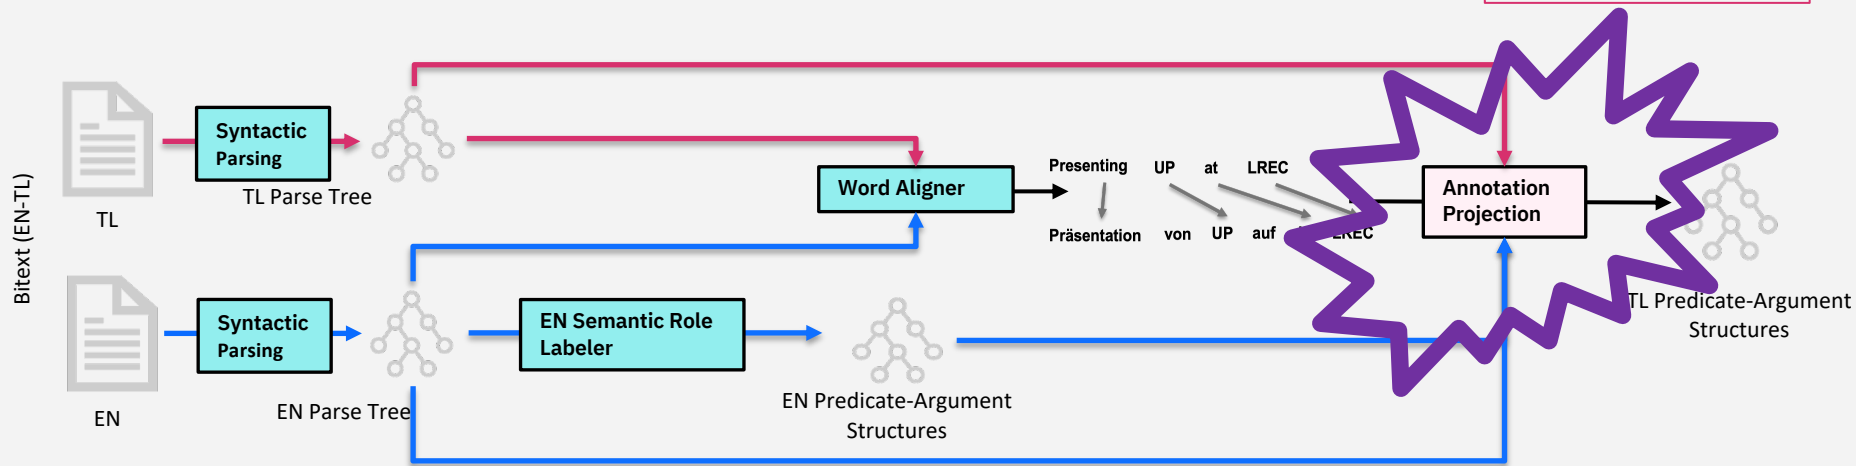 Bitext (EN-TL)
TL
Syntactic
Parsing
TL Parse Tree
EN
Syntactic
Parsing
EN Parse Tree
EN Semantic Role
Labeler
EN Predicate-Argument
Structures
Word Aligner
Presenting UP at LREC
Präsentation von UP auf LREC
Annotation
Projection
TL Predicate-Argument
Structures